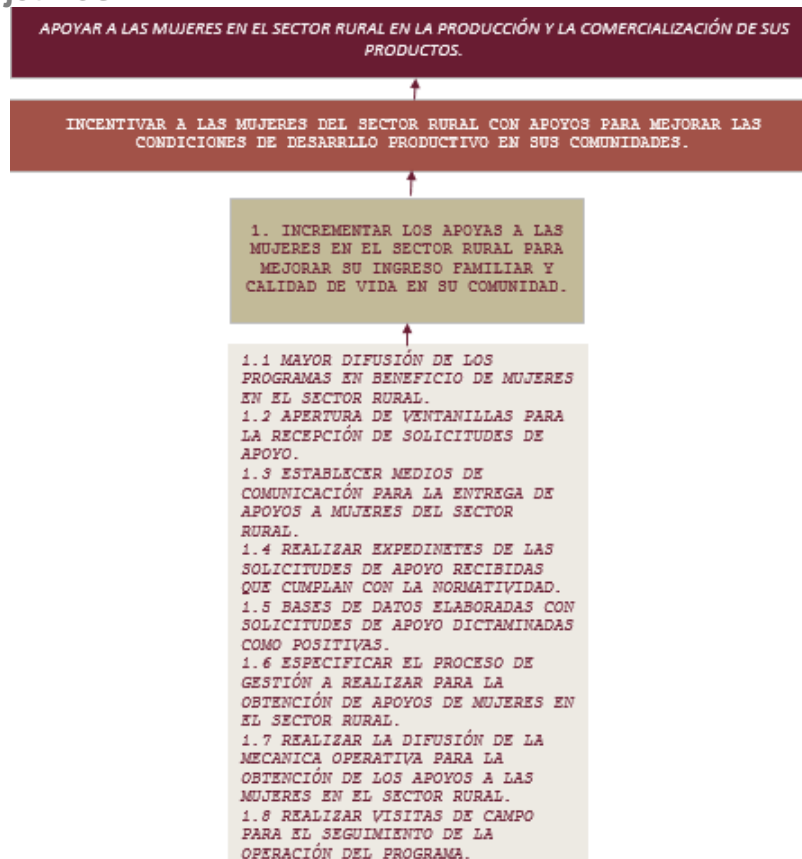 APOYAR A LAS MUJERES EN EL SECTOR RURAL EN LA PRODUCCIÓN Y LA COMERCIALIZACIÓN DE SUS
PRODUCTOS.
INCENTIVAR A LAS MUJERES DEL SECTOR RURAL CON APOYOS PARA MEJORAR LAS
CONDICIONES DE DESARRLLO PRODUCTIVO EN SUS COMUNIDADES.
1. INCREMENTAR LOS APOYAS A LAS
MUJERES EN EL SECTOR RURAL PARA
MEJORAR SU INGRESO FAMILIAR Y
CALIDAD DE VIDA EN SU COMUNIDAD.
1.1 MAYOR DIFUSIÓN DE LOS
PROGRAMAS EN BENEFICIO DE MUJERES
EN EL SECTOR RURAL.
1.2 APERTURA DE VENTANILLAS PARA
LA RECEPCIÓN DE SOLICITUDES DE
APOYO.
1.3 ESTABLECER MEDIOS DE
COMUNICACIÓN PARA LA ENTREGA DE
APOYOS A MUJERES DEL SECTOR
RURAL.
1.4 REALIZAR EXPEDINETES DE LAS
SOLICITUDES DE APOYO RECIBIDAS
QUE CUMPLAN CON LA NORMATIVIDAD.
1.5 BASES DE DATOS ELABORADAS CON
SOLICITUDES DE APOYO DICTAMINADAS
COMO POSITIVAS.
1.6 ESPECIFICAR EL PROCESO DE
GESTIÓN A REALIZAR PARA LA
OBTENCIÓN DE APOYOS DE MUJERES EN
EL SECTOR RURAL.
1.7 REALIZAR LA DIFUSIÓN DE LA
MECANICA OPERATIVA PARA LA
OBTENCIÓN DE LOS APOYOS A LAS
MUJERES EN EL SECTOR RURAL.
1.8 REALIZAR VISITAS DE CAMPO
PARA EL SEGUIMIENTO DE LA
OPERACIÓN DEL PROGRAMA.